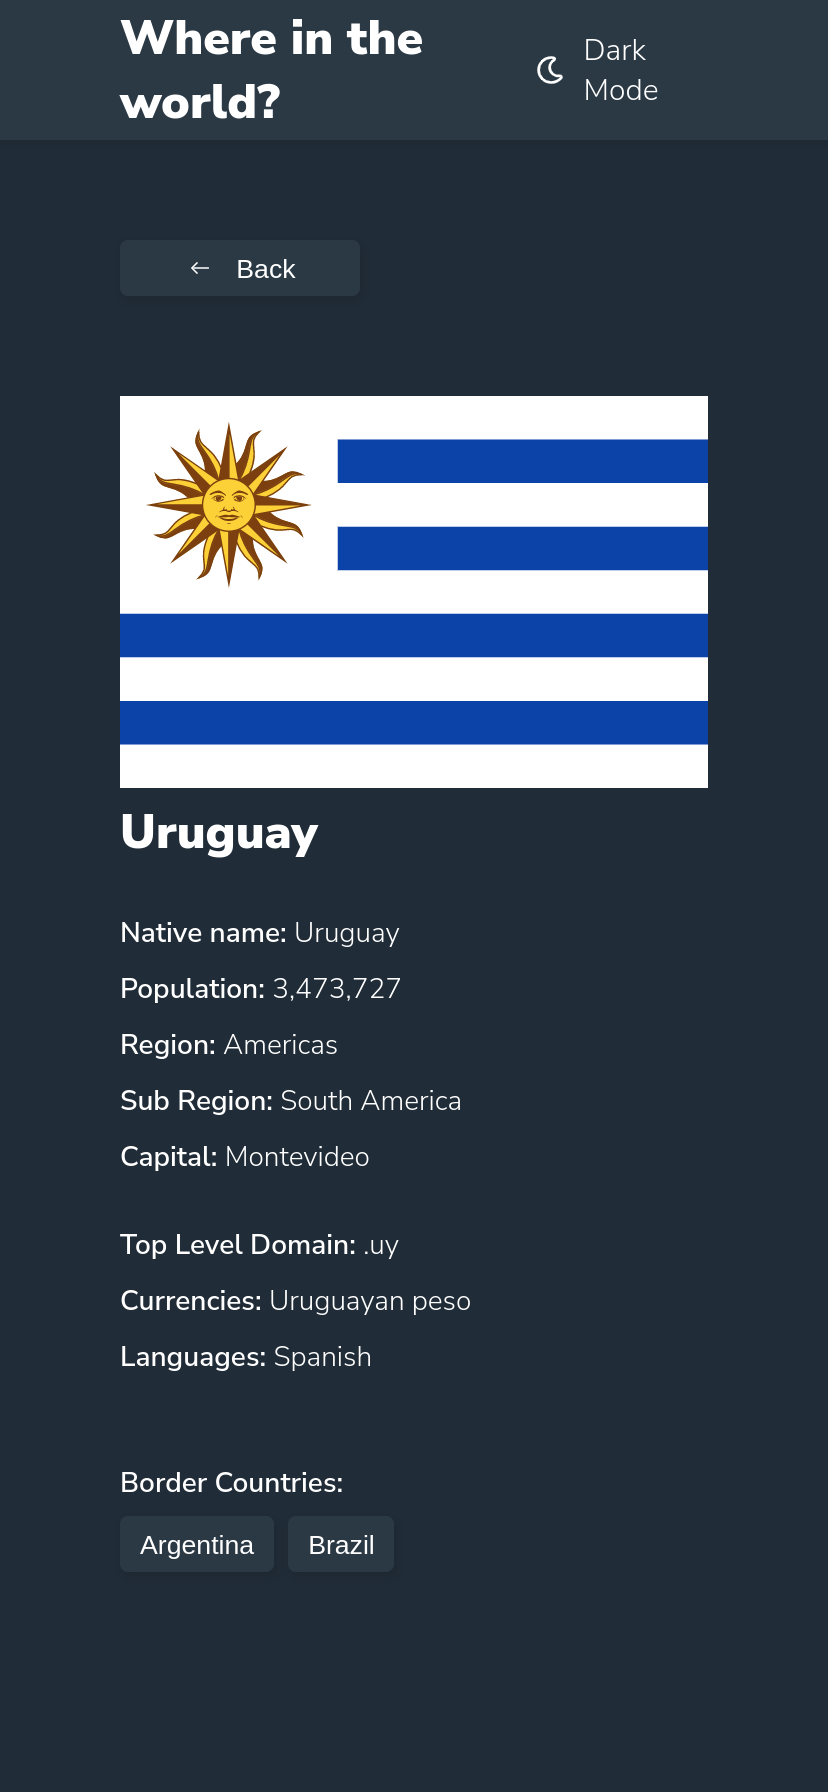 Where in the
world?
Dark
Mode
Back
Uruguay
Native name: Uruguay
Population: 3,473,727
Region: Americas
Sub Region: South America
Capital: Montevideo
Top Level Domain: .uy
Currencies: Uruguayan peso
Languages: Spanish
Border Countries:
Argentina Brazil